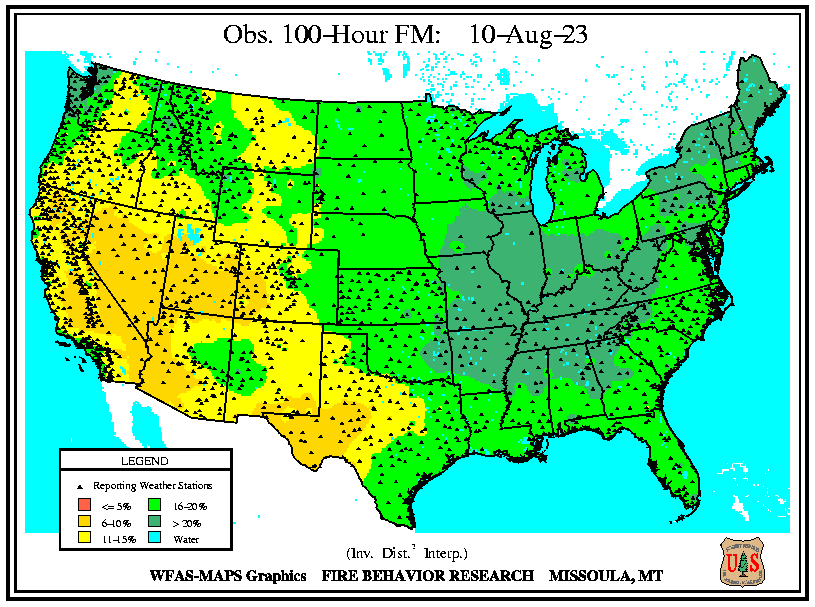 Obs. 100-Hour FM: 10-Aug-23
LEGEND
Reporting Weather Stations
<= 5% 16-20%
6-10% > 20%
11-15% Water
(Inv. Dist.² Interp.)
WFAS-MAPS Graphics FIRE BEHAVIOR RESEARCH MISSOULA, MT
U S